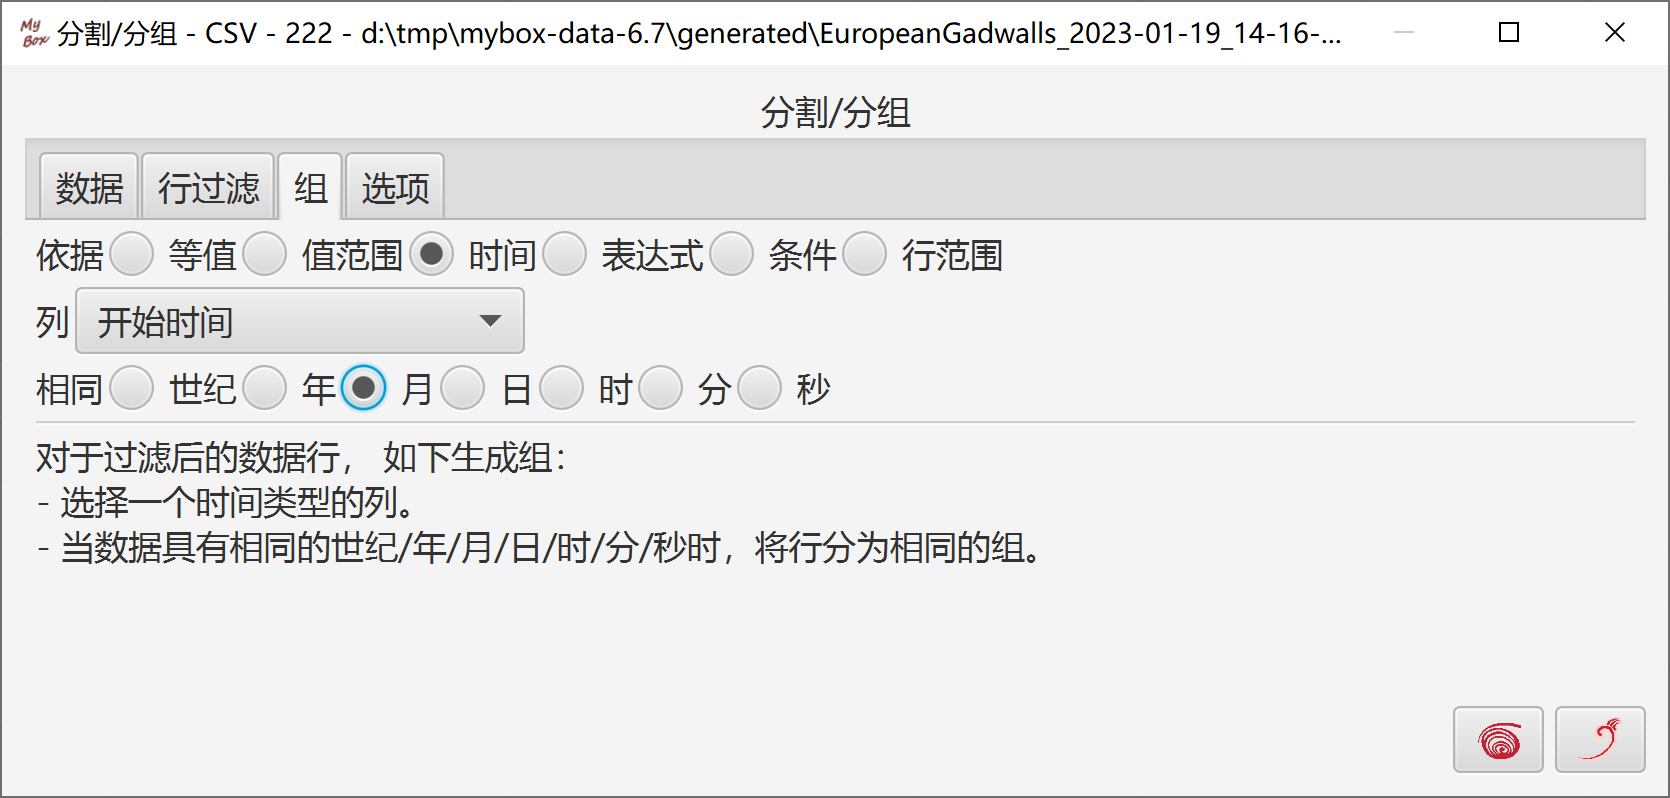 My Box 分割/分组 - CSV - 222 - d:\tmp\mybox-data-6.7\generated\EuropeanGadwalls_2023-01-19_14-16-...
分割/分组
数据 行过滤 组 选项
依据 等值 值范围 时间 表达式 条件 行范围
列 开始时间
相同 世纪 年 月 日 时 分 秒
对于过滤后的数据行， 如下生成组：
- 选择一个时间类型的列。
- 当数据具有相同的世纪/年/月/日/时/分/秒时，将行分为相同的组。